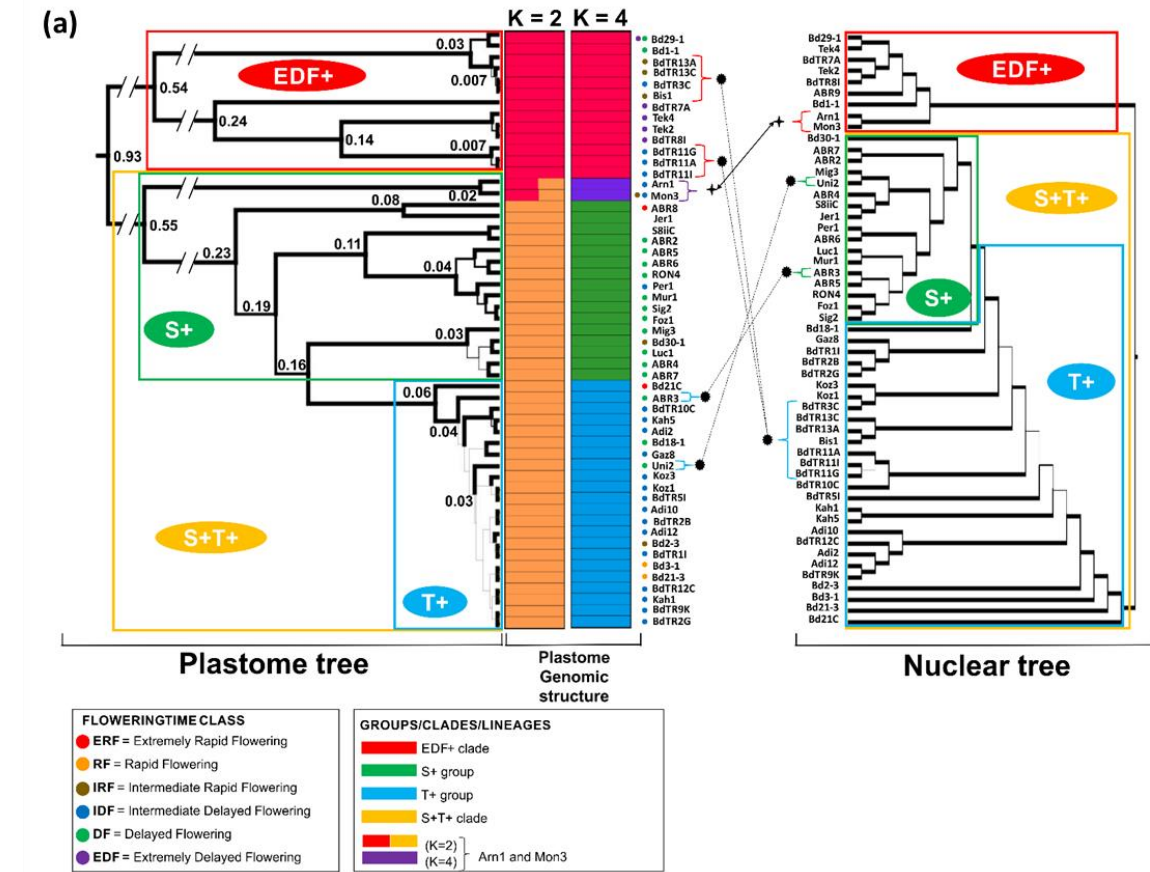 (a)
K = 2 K = 4
EDF+
0.03
0.007
0.54
0.24
0.14
0.007
0.93
0.02
0.08
0.55
0.23
0.11
0.04
0.19
S+
0.03
0.16
0.06
0.04
0.03
S+T+
T+
Bd29-1
Bd1-1
BdTR13A
BdTR13C
BdTR3C
Bis1
BdTR7A
Tek4
Tek2
BdTR8I
BdTR11G
BdTR11A
BdTR11I
Arn1
Mon3
ABR8
Jer1
S8iiC
ABR2
ABR5
ABR6
RON4
Per1
Mur1
Sig2
Foz1
Mig3
Bd30-1
Luc1
ABR4
ABR7
Bd21C
ABR3
BdTR10C
Kah5
Adi2
Bd18-1
Gaz8
Uni2
Koz3
Koz1
BdTR5I
Adi10
BdTR2B
Adi12
Bd2-3
BdTR1I
Bd3-1
Bd21-3
BdTR12C
Kah1
BdTR9K
BdTR2G
Bd29-1
Tek4
BdTR7A
Tek2
BdTR8I
ABR9
Bd1-1
Arn1
Mon3
Bd30-1
ABR7
ABR2
Mig3
Uni2
ABR4
S8iiC
Jer1
Per1
ABR6
Luc1
Mur1
ABR3
ABR5
RON4
Foz1
Sig2
Bd18-1
Gaz8
BdTR1I
BdTR2B
BdTR2G
Koz3
Koz1
BdTR3C
BdTR13C
BdTR13A
Bis1
BdTR11A
BdTR11I
BdTR11G
BdTR10C
BdTR5I
Kah1
Kah5
Adi10
BdTR12C
Adi2
Adi12
BdTR9K
Bd2-3
Bd3-1
Bd21-3
Bd21C
EDF+
S+T+
S+
T+
Plastome tree
Plastome
Genomic
structure
Nuclear tree
FLOWERINGTIME CLASS
ERF = Extremely Rapid Flowering
RF = Rapid Flowering
IRF = Intermediate Rapid Flowering
IDF = Intermediate Delayed Flowering
DF = Delayed Flowering
EDF = Extremely Delayed Flowering
GROUPS/CLADES/LINEAGES
EDF+ clade
S+ group
T+ group
S+T+ clade
(K=2)
(K=4)
Arn1 and Mon3